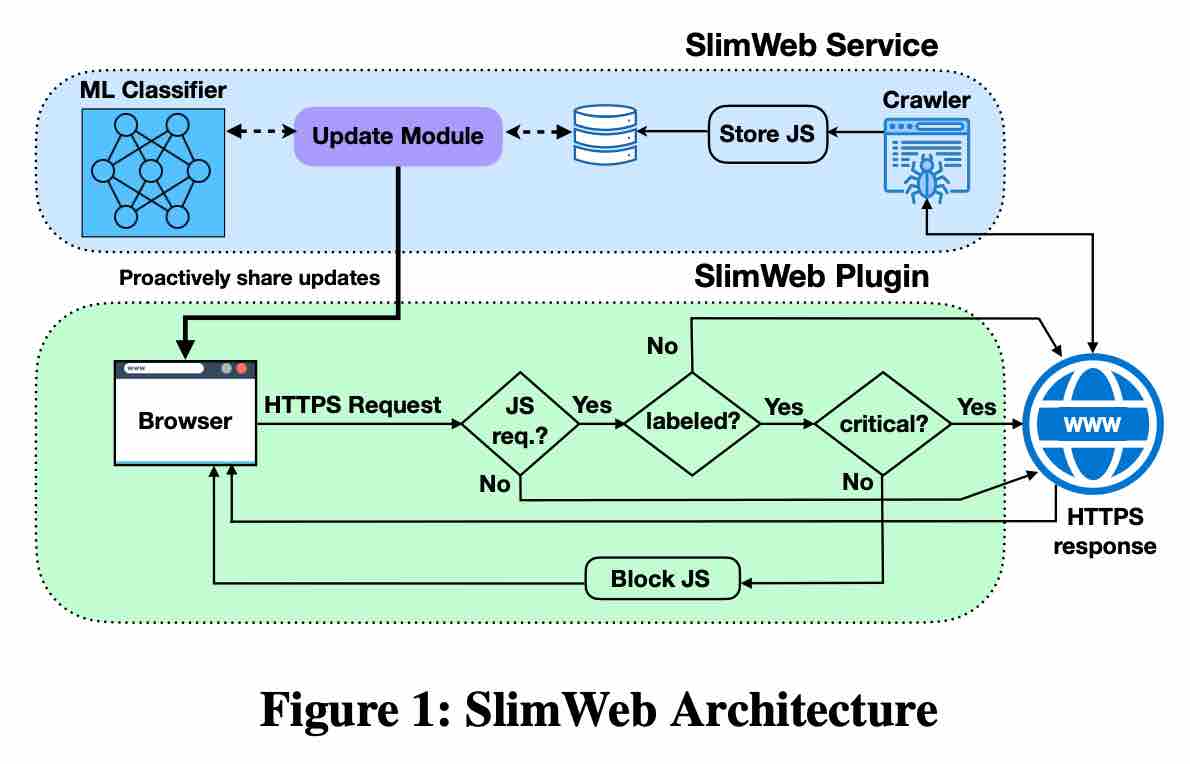 SlimWeb Service
ML Classifier
Update Module
Store JS
Crawler
Proactively share updates
SlimWeb Plugin
www
Browser
HTTPS Request
JS
req.?
Yes
No
labeled?
Yes
No
critical?
Yes
No
www
HTTPS
response
Block JS
Figure 1: SlimWeb Architecture